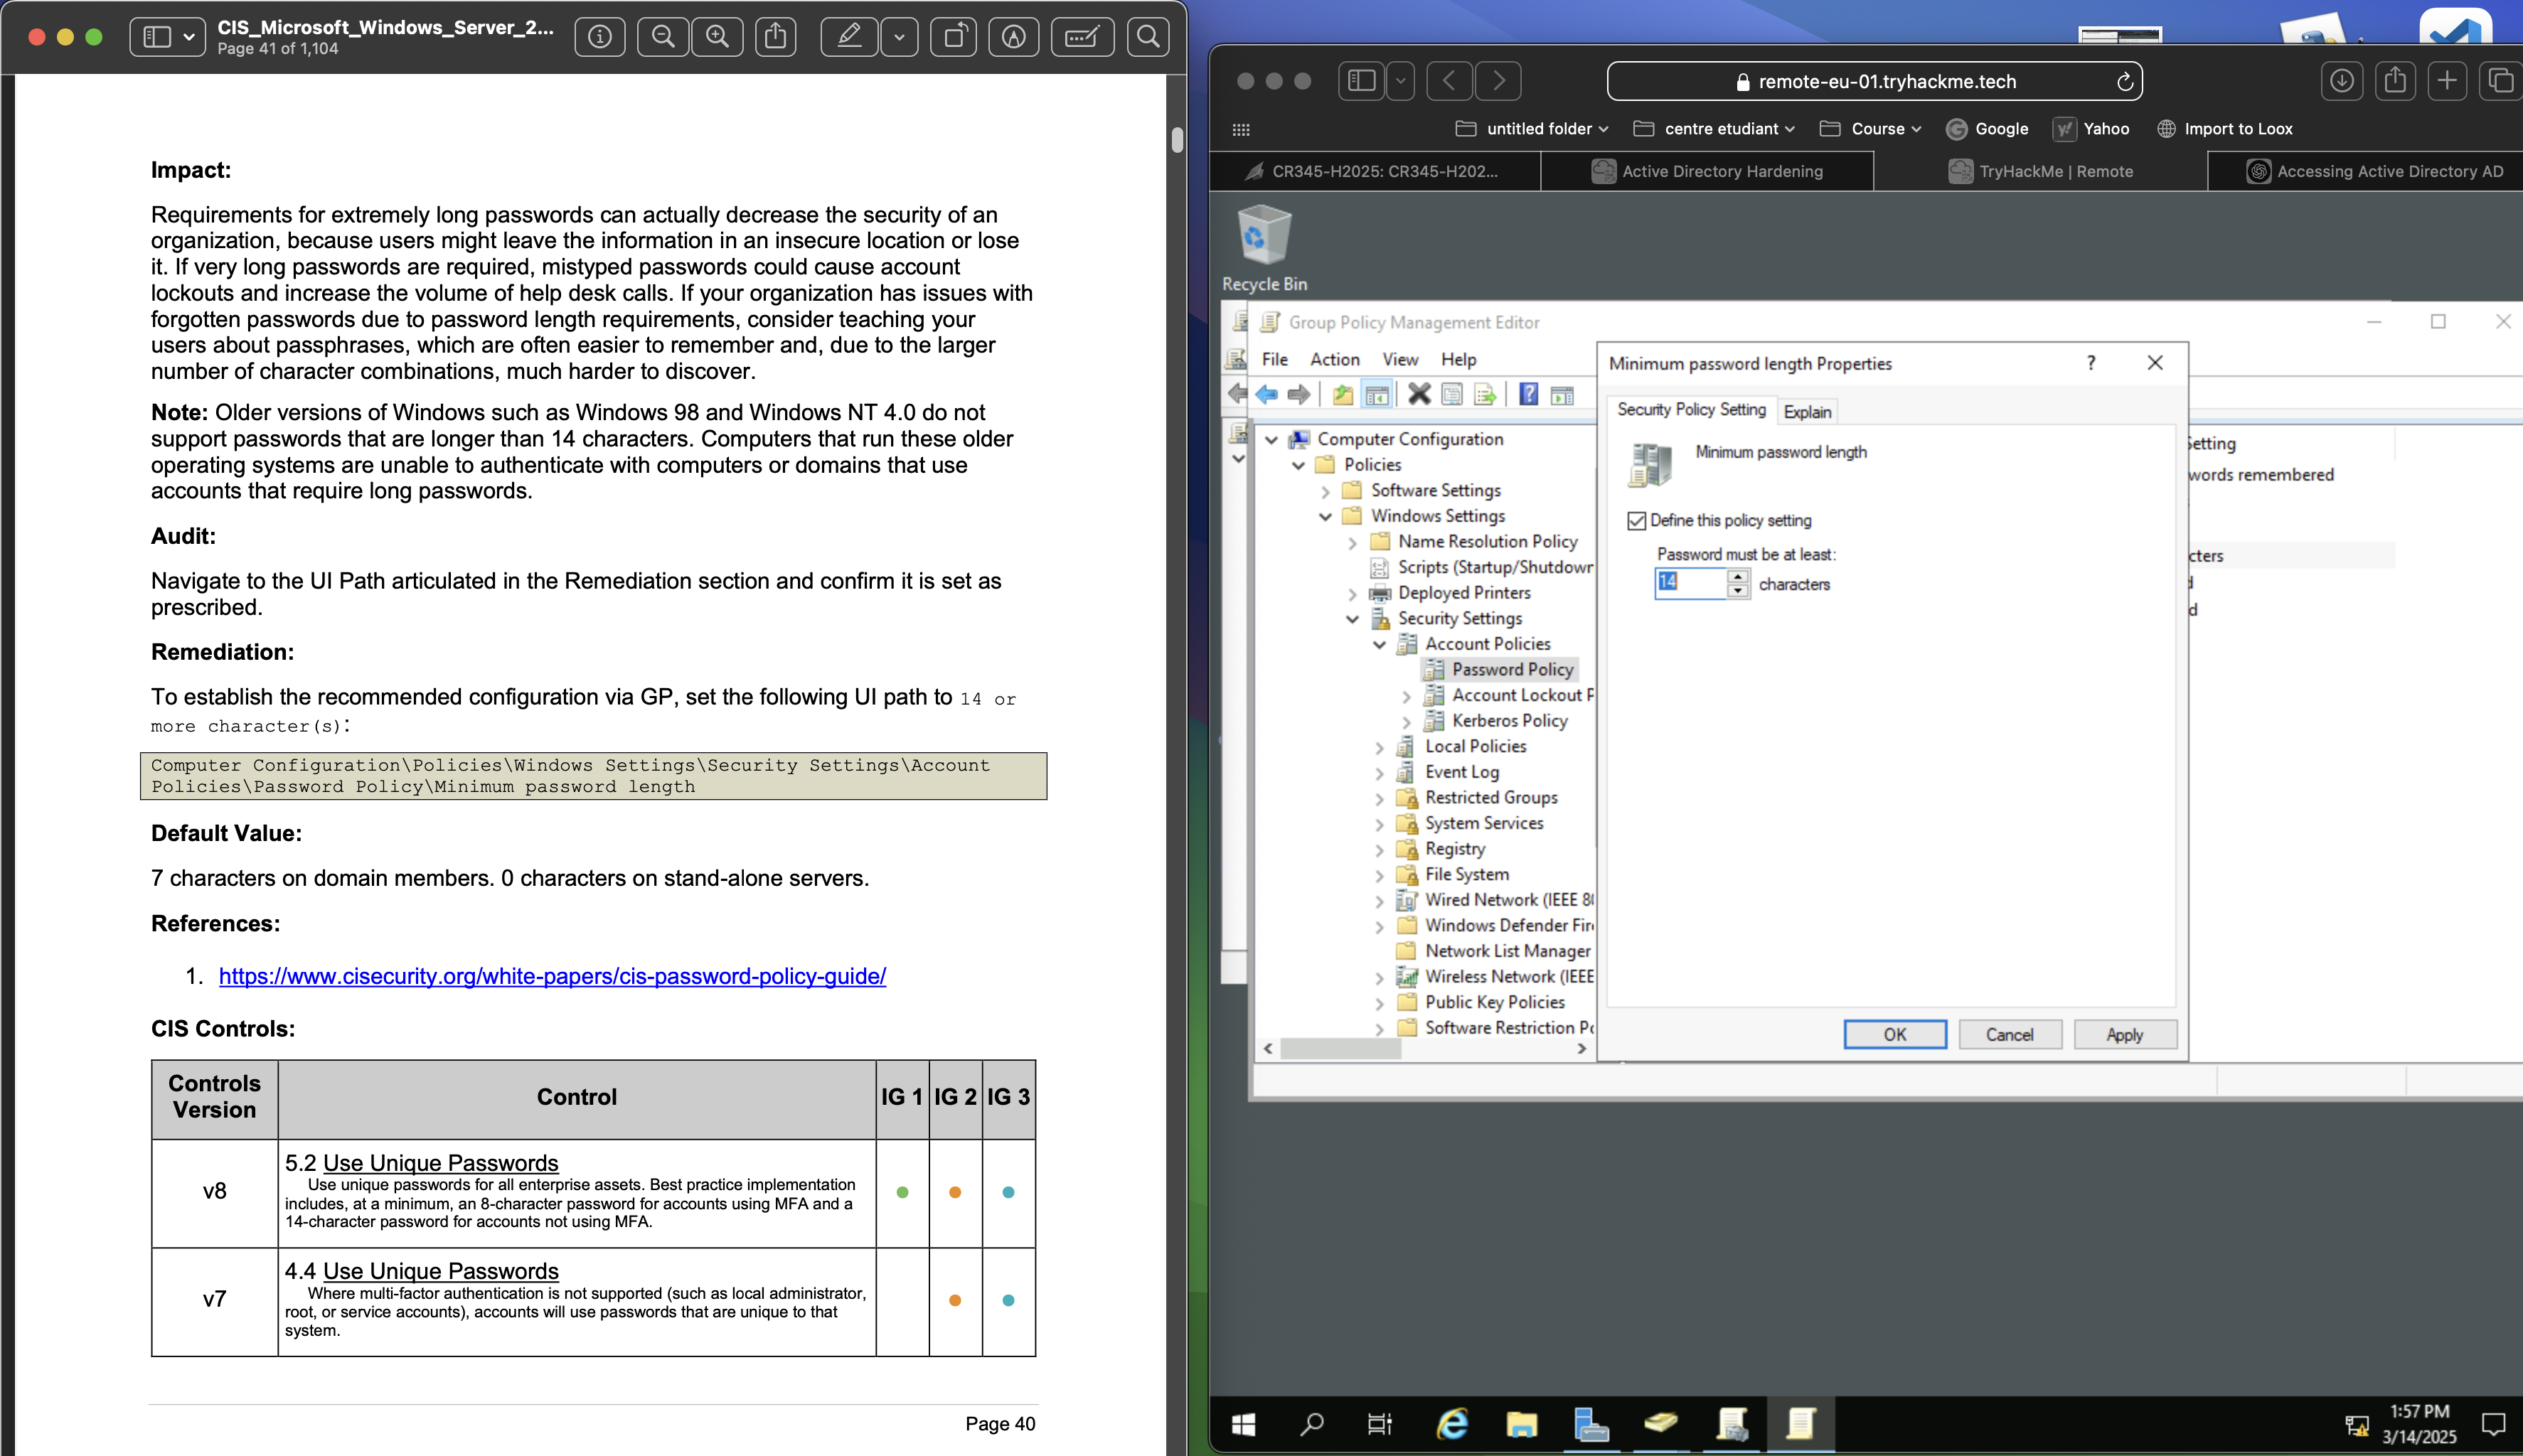 CIS_Microsoft_Windows_Server_2...
Page 41 of 1,104
Impact:
Requirements for extremely long passwords can actually decrease the security of an
organization, because users might leave the information in an insecure location or lose
it. If very long passwords are required, mistyped passwords could cause account
lockouts and increase the volume of help desk calls. If your organization has issues with
forgotten passwords due to password length requirements, consider teaching your
users about passphrases, which are often easier to remember and, due to the larger
number of character combinations, much harder to discover.
Note: Older versions of Windows such as Windows 98 and Windows NT 4.0 do not
support passwords that are longer than 14 characters. Computers that run these older
operating systems are unable to authenticate with computers or domains that use
accounts that require long passwords.
Audit:
Navigate to the UI Path articulated in the Remediation section and confirm it is set as
prescribed.
Remediation:
To establish the recommended configuration via GP, set the following UI path to 14 or
more character(s):
Computer Configuration\Policies\Windows Settings\Security Settings\Account
Policies\Password Policy\Minimum password length
Default Value:
7 characters on domain members. 0 characters on stand-alone servers.
References:
1. https://www.cisecurity.org/white-papers/cis-password-policy-guide/
CIS Controls:
Controls
Version
Control
IG 1
IG 2
IG 3
v8
5.2 Use Unique Passwords
Use unique passwords for all enterprise assets. Best practice implementation
includes, at a minimum, an 8-character password for accounts using MFA and a
14-character password for accounts not using MFA.
v7
4.4 Use Unique Passwords
Where multi-factor authentication is not supported (such as local administrator,
root, or service accounts), accounts will use passwords that are unique to that
system.
Page 40
remote-eu-01.tryhackme.tech
untitled folder
centre etudiant
Course
Google
Yahoo
Import to Loox
CR345-H2025: CR345-H202...
Active Directory Hardening
TryHackMe | Remote
Accessing Active Directory AD
Recycle Bin
Group Policy Management Editor
File Action View Help
Computer Configuration
Policies
Software Settings
Windows Settings
Name Resolution Policy
Scripts (Startup/Shutdown
Deployed Printers
Security Settings
Account Policies
Password Policy
Account Lockout P
Kerberos Policy
Local Policies
Event Log
Restricted Groups
System Services
Registry
File System
Wired Network (IEEE 80
Windows Defender Fire
Network List Manager
Wireless Network (IEEE
Public Key Policies
Software Restriction Po
Minimum password length Properties
?
Security Policy Setting
Explain
Minimum password length
Define this policy setting
Password must be at least:
14
characters
OK
Cancel
Apply
Setting
words remembered
cters
d
d
1:57 PM
3/14/2025